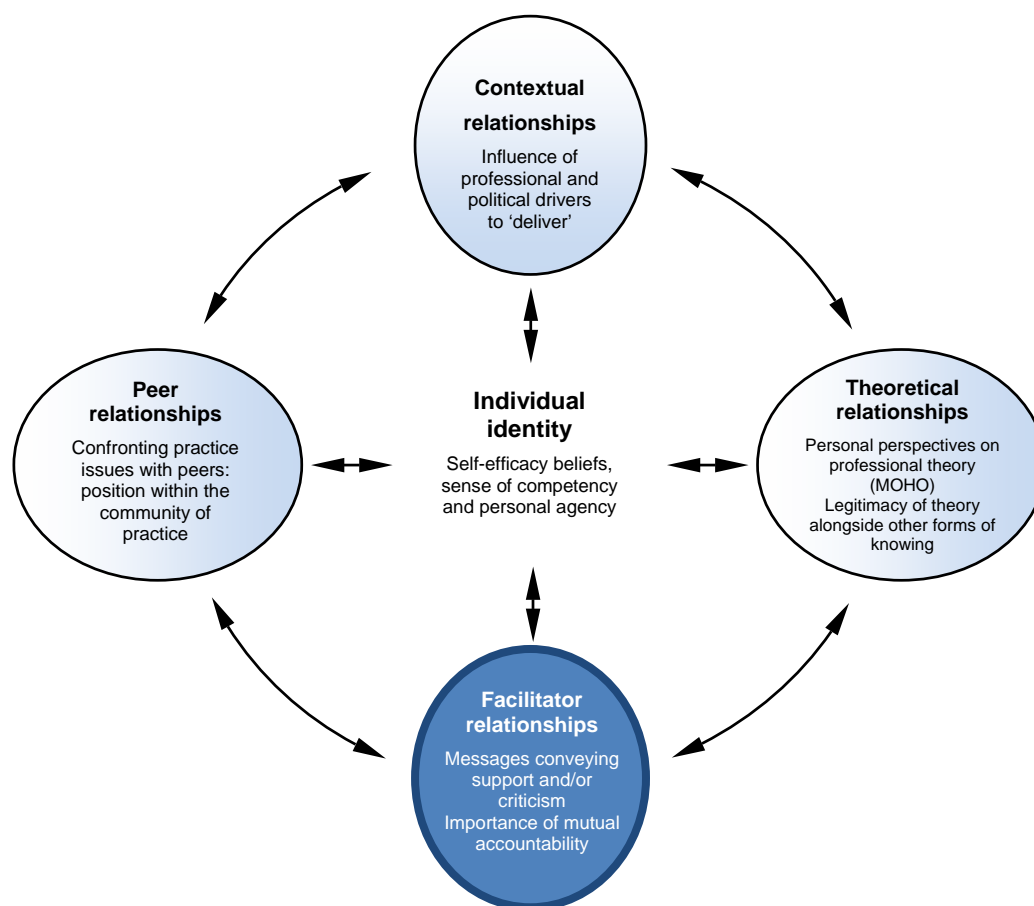 Contextual
relationships
Influence of
professional and
political drivers
to ‘deliver’
Peer
relationships
Confronting practice
issues with peers:
position within the
community of
practice
Individual
identity
Self-efficacy beliefs,
sense of competency
and personal agency
Theoretical
relationships
Personal perspectives on
professional theory
(MOHO)
Legitimacy of theory
alongside other forms of
knowing
Facilitator
relationships
Messages conveying
support and/or
criticism
Importance of mutual
accountability